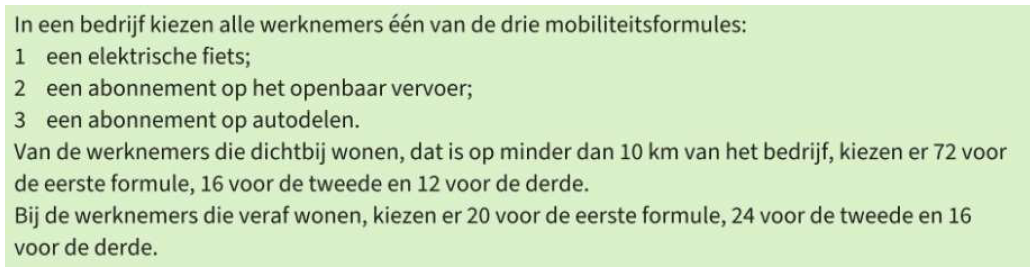 In een bedrijf kiezen alle werknemers één van de drie mobiliteitsformules:
1 een elektrische fiets;
2 een abonnement op het openbaar vervoer;
3 een abonnement op autodelen.
Van de werknemers die dichtbij wonen, dat is op minder dan 10 km van het bedrijf, kiezen er 72 voor
de eerste formule, 16 voor de tweede en 12 voor de derde.
Bij de werknemers die veraf wonen, kiezen er 20 voor de eerste formule, 24 voor de tweede en 16
voor de derde.